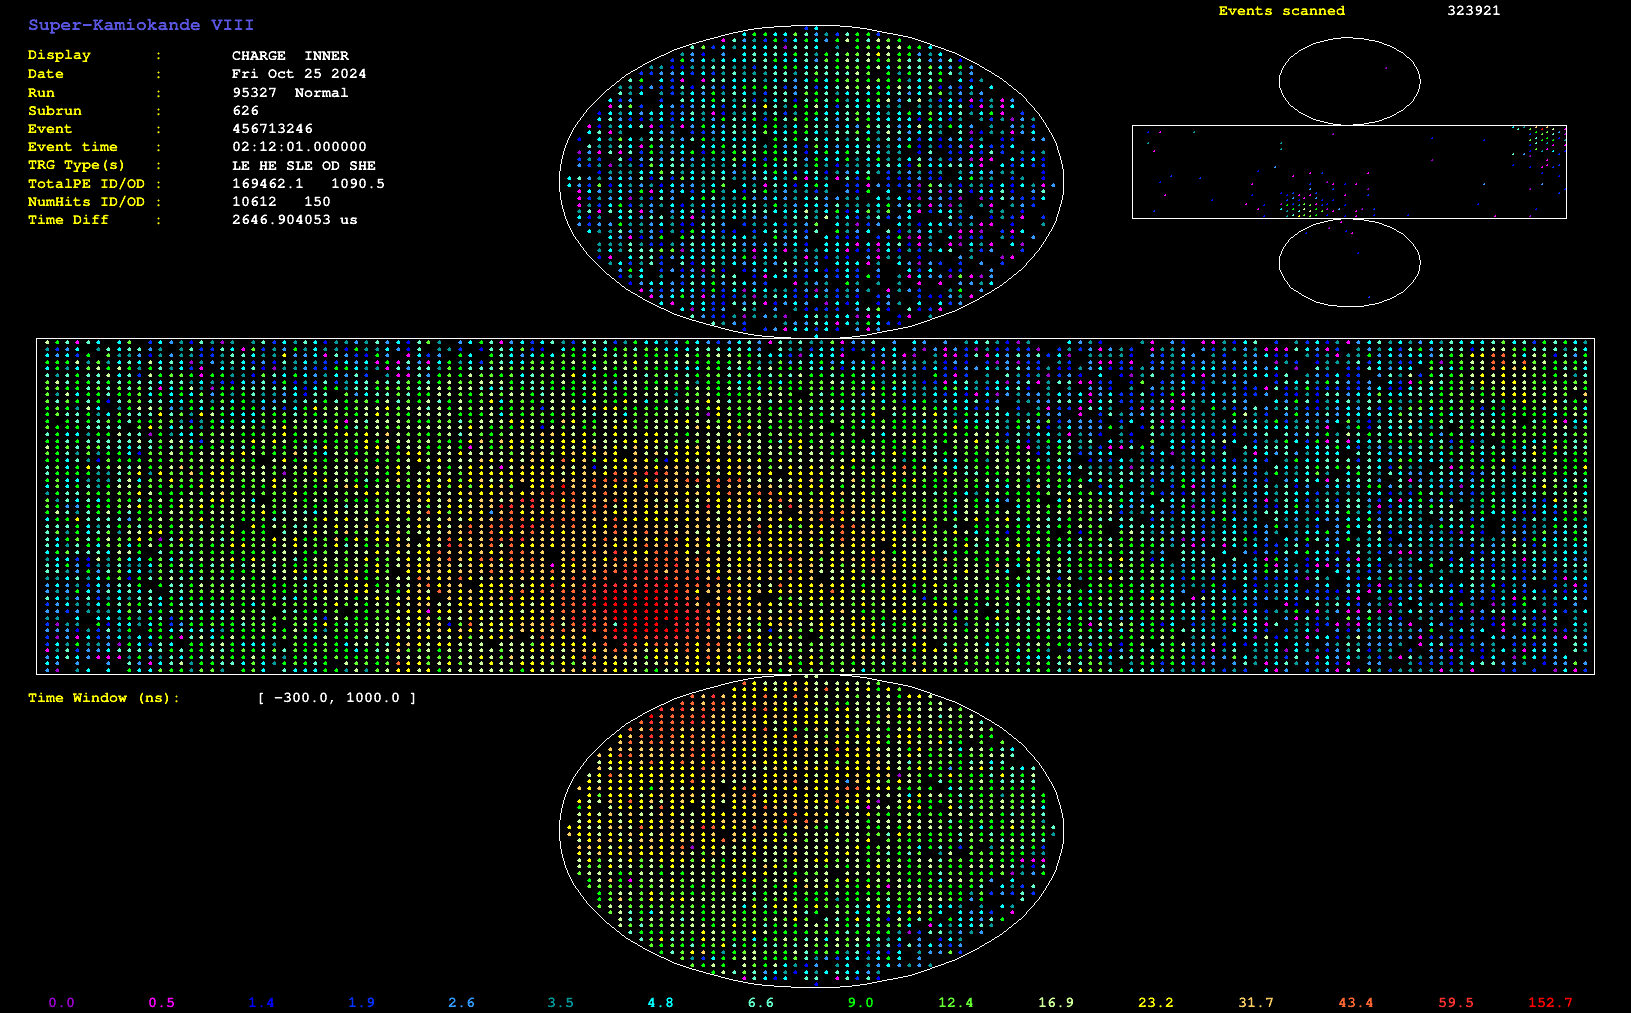 Super-Kamiokande VIII
Events scanned 323921
Display : CHARGE INNER
Date : Fri Oct 25 2024
Run : 95327 Normal
Subrun : 626
Event : 456713246
Event time : 02:12:01.000000
TRG Type(s) : LE HE SLE OD SHE
TotalPE ID/OD : 169462.1 1090.5
NumHits ID/OD : 10612 150
Time Diff : 2646.904053 us
Time Window (ns): [ −300.0, 1000.0 ]
0.0 0.5 1.4 1.9 2.6 3.5 4.8 6.6 9.0 12.4 16.9 23.2 31.7 43.4 59.5 152.7